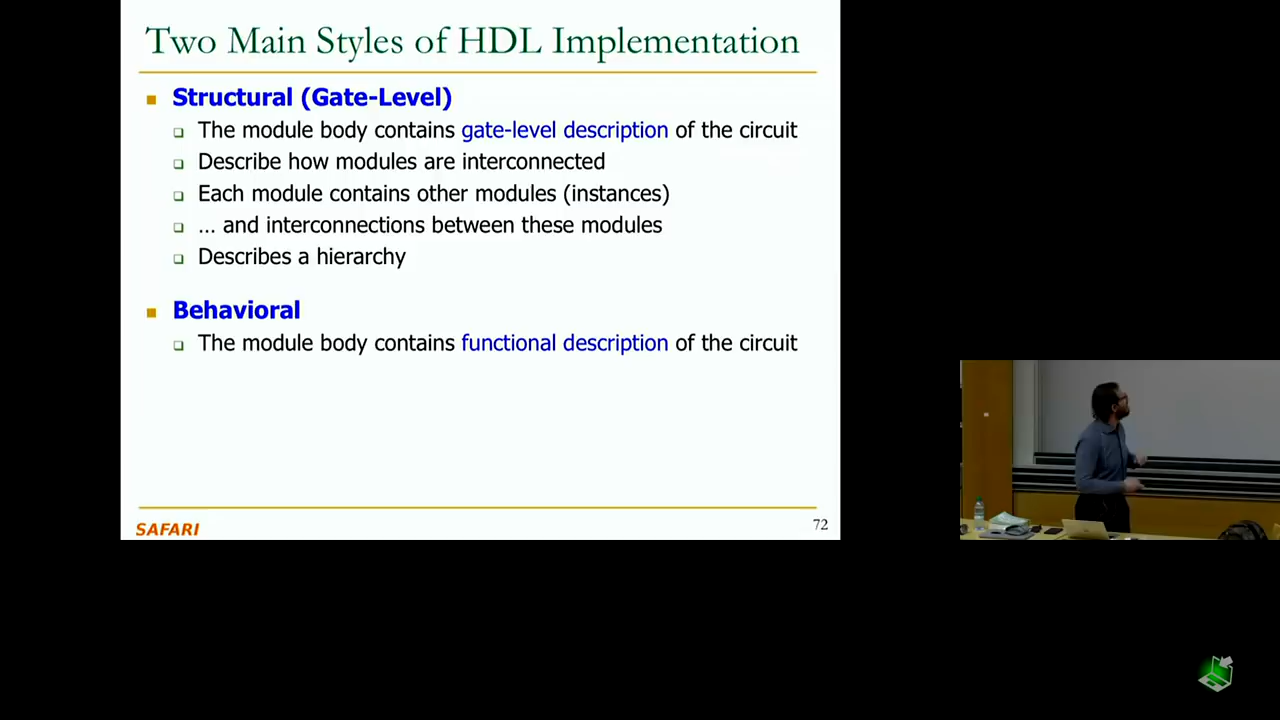 Two Main Styles of HDL Implementation
Structural (Gate-Level)
The module body contains gate-level description of the circuit
Describe how modules are interconnected
Each module contains other modules (instances)
... and interconnections between these modules
Describes a hierarchy
Behavioral
The module body contains functional description of the circuit
SAFARI
72